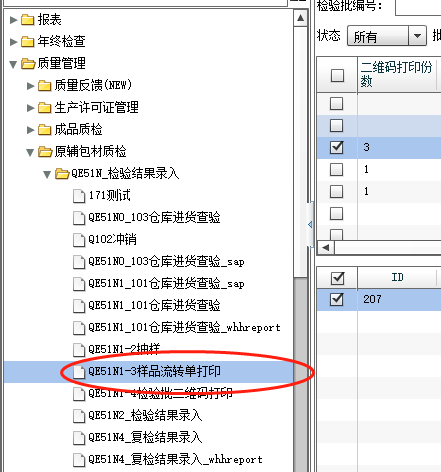 报表
年终检查
质量管理
质量反馈(NEW)
生产许可证管理
成品质检
原辅包材质检
QE51N_检验结果录入
171测试
QE51N0_103仓库进货查验
Q102冲销
QE51N0_103仓库进货查验_sap
QE51N1_101仓库进货查验_sap
QE51N1_101仓库进货查验
QE51N1_101仓库进货查验_whhreport
QE51N1-2抽样
QE51N1-3样品流转单打印
QE51N1-4检验批二维码打印
QE51N2_检验结果录入
QE51N4_复检结果录入
QE51N4_复检结果录入_whhreport
检验批编号：
状态 所有 批
二维码打印份
数
3
1
1
ID
207